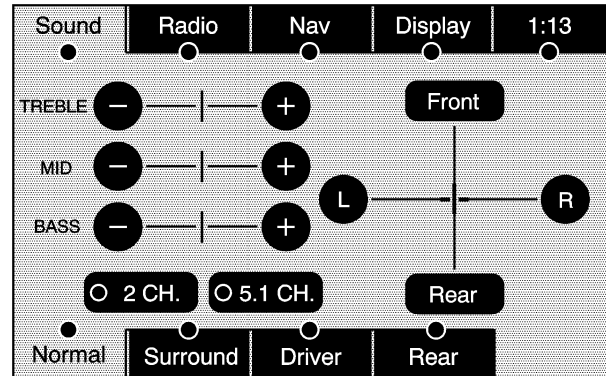 Sound Radio Nav Display 1:13
TREBLE − + Front
MID − +
L R
BASS − +
2 CH. 5.1 CH. Rear
Normal Surround Driver Rear